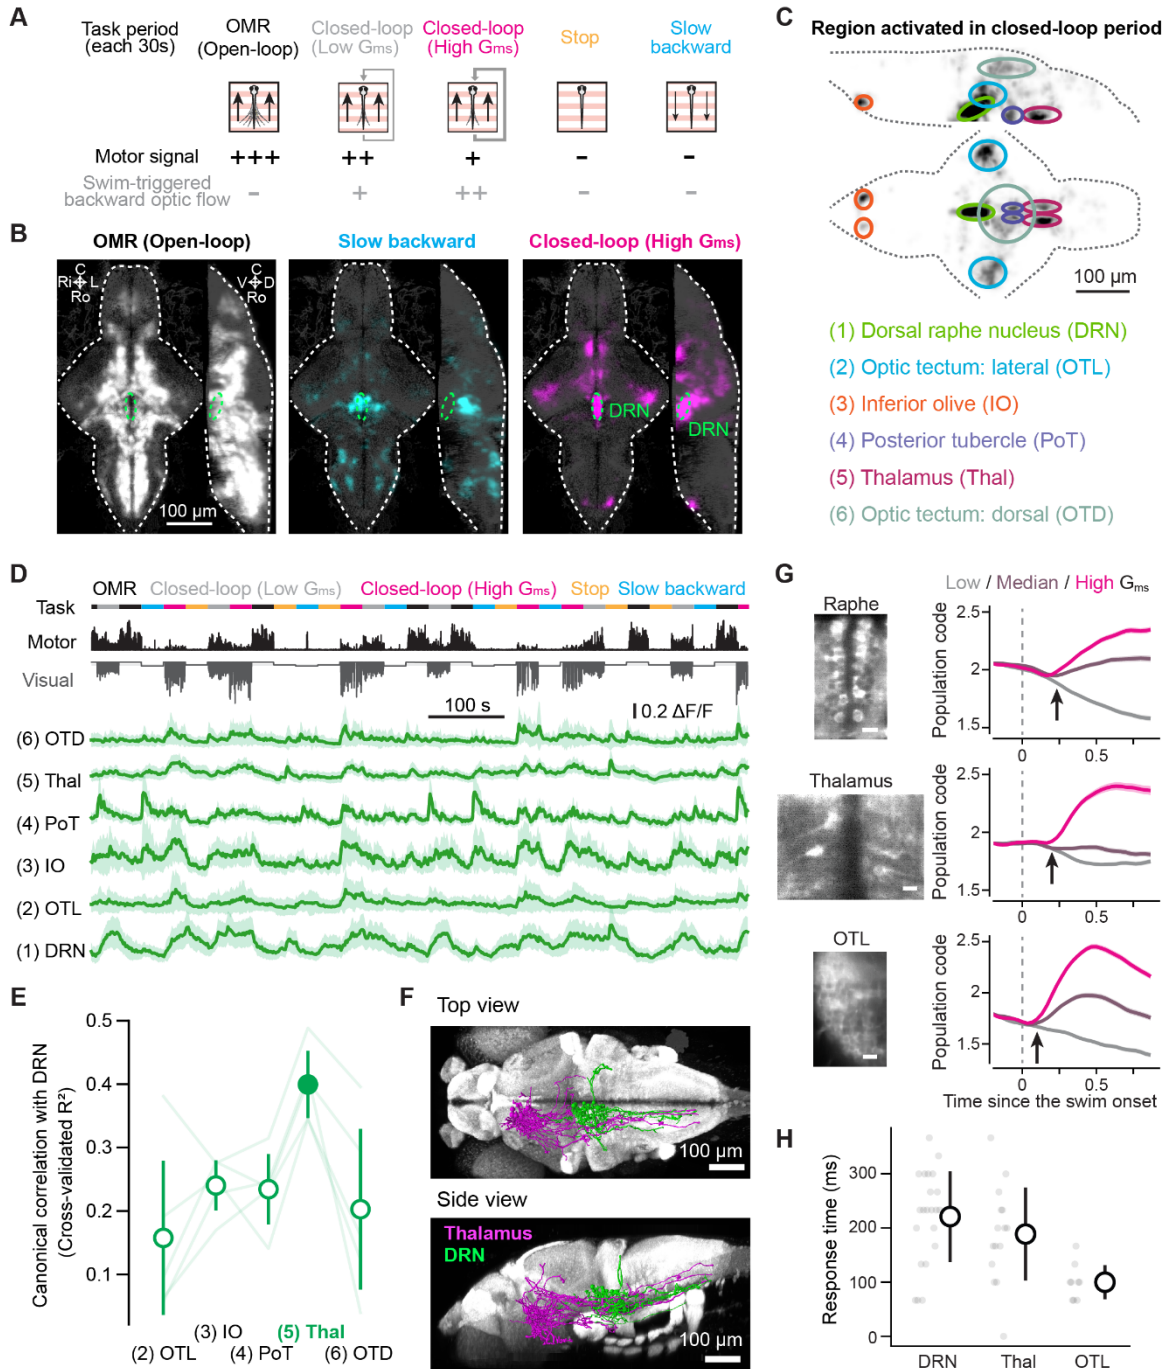 A
Task period
(each 30s)
OMR
(Open-loop)
Closed-loop
(Low Gms)
Closed-loop
(High Gms)
Stop
Slow
backward
Motor signal
+++
++
+
–
–
Swim-triggered
backward optic flow
–
+
++
–
–
B
OMR (Open-loop)
Slow backward
Closed-loop (High Gms)
C
Ri L
Ro
C
V D
Ro
DRN
DRN
100 µm
C
Region activated in closed-loop period
100 µm
(1) Dorsal raphe nucleus (DRN)
(2) Optic tectum: lateral (OTL)
(3) Inferior olive (IO)
(4) Posterior tubercle (PoT)
(5) Thalamus (Thal)
(6) Optic tectum: dorsal (OTD)
D
OMR Closed-loop (Low Gms) Closed-loop (High Gms) Stop Slow backward
Task
Motor
Visual
100 s
0.2 ΔF/F
(6) OTD
(5) Thal
(4) PoT
(3) IO
(2) OTL
(1) DRN
E
Canonical correlation with DRN
(Cross-validated R²)
0.5
0.4
0.3
0.2
0.1
(3) IO (5) Thal
(2) OTL (4) PoT (6) OTD
F
Top view
100 µm
Side view
Thalamus
DRN
100 µm
G
Low / Median / High Gms
Raphe
Population code
2.5
2
1.5
0 0.5
Thalamus
Population code
2.5
2
1.5
0 0.5
OTL
Population code
2.5
2
1.5
0 0.5
Time since the swim onset
H
Response time (ms)
300
200
100
0
DRN Thal OTL